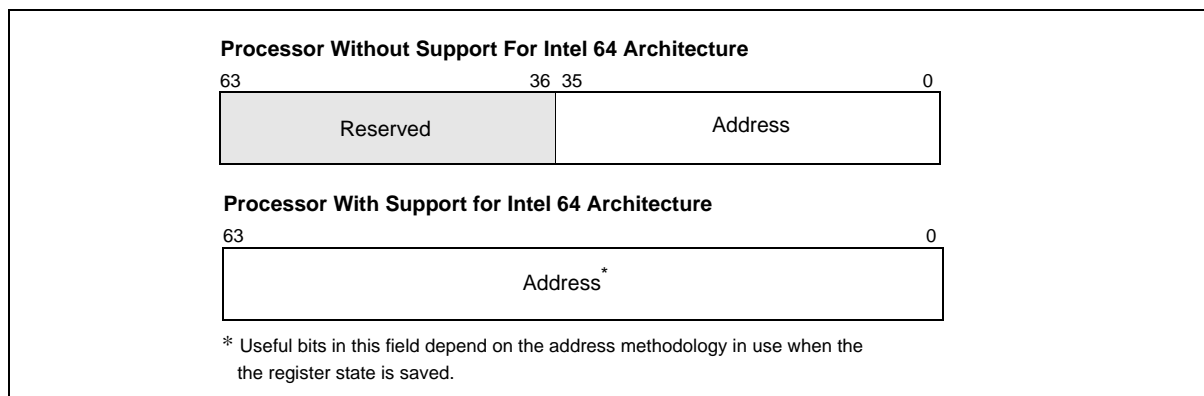 Processor Without Support For Intel 64 Architecture
63 36 35 0
Reserved Address
Processor With Support for Intel 64 Architecture
63 0
Address*
* Useful bits in this field depend on the address methodology in use when the
the register state is saved.